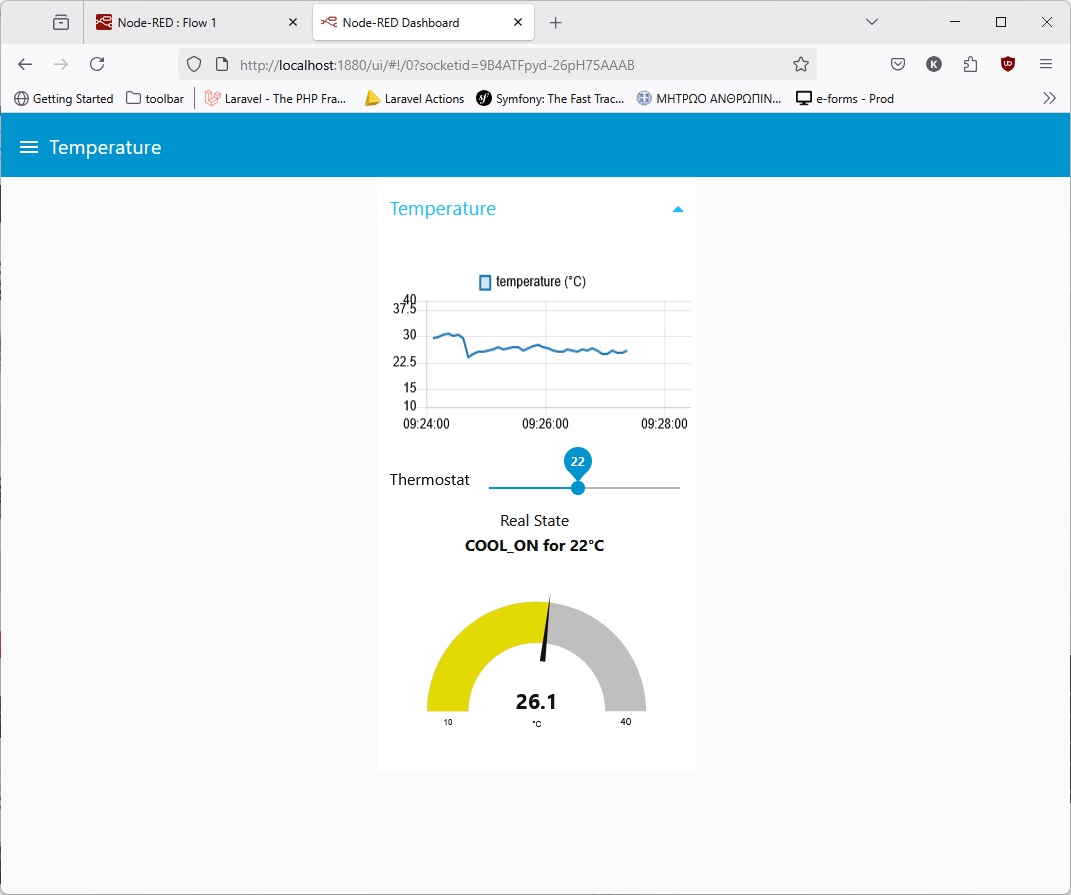 Node-RED : Flow 1
Node-RED Dashboard
http://localhost:1880/ui/#!/0?socketid=9B4ATFpyd-26pH75AAAB
K
Getting Started
toolbar
Laravel - The PHP Fra...
Laravel Actions
Symfony: The Fast Trac...
ΜΗΤΡΩΟ ΑΝΘΡΩΠΙΝ...
e-forms - Prod
Temperature
Temperature
temperature (°C)
40
37.5
30
22.5
15
10
09:24:00
09:26:00
09:28:00
22
Thermostat
Real State
COOL_ON for 22°C
26.1
10
°C
40